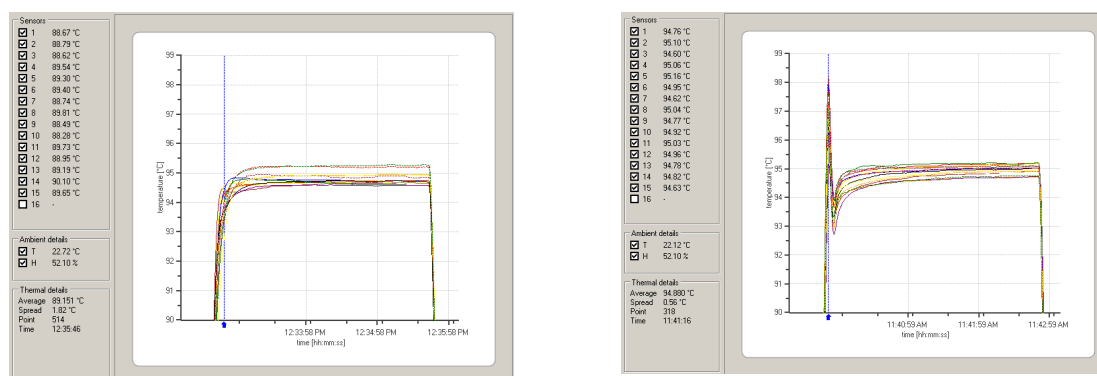 Sensors
1 88.67 °C
2 88.79 °C
3 88.62 °C
4 89.54 °C
5 89.30 °C
6 89.40 °C
7 88.74 °C
8 89.81 °C
9 88.49 °C
10 88.28 °C
11 89.73 °C
12 88.95 °C
13 89.19 °C
14 90.10 °C
15 89.65 °C
16 -
Ambient details
T 22.72 °C
H 52.10 %
Thermal details
Average 89.151 °C
Spread 1.82 °C
Point 514
Time 12:35:46
temperature [°C]
99
98
97
96
95
94
93
92
91
90
12:33:58 PM 12:34:58 PM 12:35:58 PM
time [hh:mm:ss]
Sensors
1 94.76 °C
2 95.10 °C
3 94.60 °C
4 95.06 °C
5 95.16 °C
6 94.95 °C
7 94.62 °C
8 95.04 °C
9 94.77 °C
10 94.92 °C
11 95.03 °C
12 94.96 °C
13 94.78 °C
14 94.82 °C
15 94.63 °C
16 -
Ambient details
T 22.12 °C
H 52.10 %
Thermal details
Average 94.880 °C
Spread 0.56 °C
Point 318
Time 11:41:16
temperature [°C]
99
98
97
96
95
94
93
92
91
90
11:40:59 AM 11:41:59 AM 11:42:59 AM
time [hh:mm:ss]